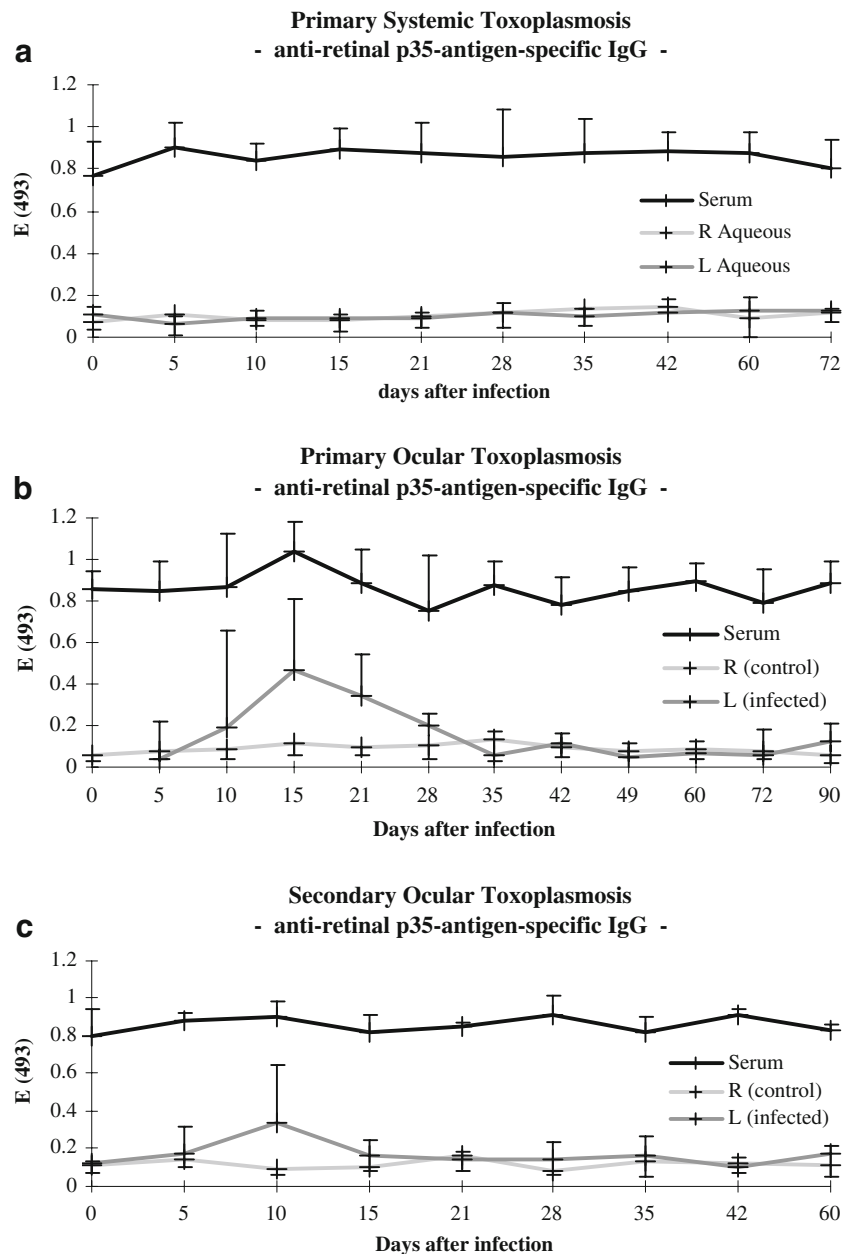 Primary Systemic Toxoplasmosis
a
- anti-retinal p35-antigen-specific IgG -
1.2
1
0.8
0.6
0.4
0.2
0
E (493)
Serum
R Aqueous
L Aqueous
0 5 10 15 21 28 35 42 60 72
days after infection
Primary Ocular Toxoplasmosis
b
- anti-retinal p35-antigen-specific IgG -
1.2
1
0.8
0.6
0.4
0.2
0
E (493)
Serum
R (control)
L (infected)
0 5 10 15 21 28 35 42 49 60 72 90
Days after infection
Secondary Ocular Toxoplasmosis
c
- anti-retinal p35-antigen-specific IgG -
1.2
1
0.8
0.6
0.4
0.2
0
E (493)
Serum
R (control)
L (infected)
0 5 10 15 21 28 35 42 60
Days after infection